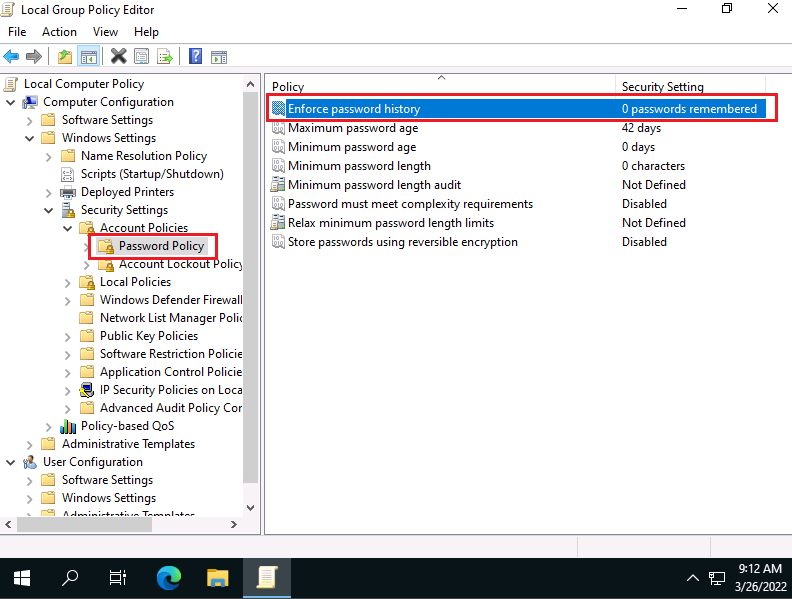 Local Group Policy Editor
File Action View Help
Local Computer Policy
Computer Configuration
Software Settings
Windows Settings
Name Resolution Policy
Scripts (Startup/Shutdown)
Deployed Printers
Security Settings
Account Policies
Password Policy
Account Lockout Policy
Local Policies
Windows Defender Firewall
Network List Manager Polic
Public Key Policies
Software Restriction Policie
Application Control Policie
IP Security Policies on Loca
Advanced Audit Policy Con
Policy-based QoS
Administrative Templates
User Configuration
Software Settings
Windows Settings
Administrative Templates
Policy Security Setting
Enforce password history 0 passwords remembered
Maximum password age 42 days
Minimum password age 0 days
Minimum password length 0 characters
Minimum password length audit Not Defined
Password must meet complexity requirements Disabled
Relax minimum password length limits Not Defined
Store passwords using reversible encryption Disabled
9:12 AM
3/26/2022